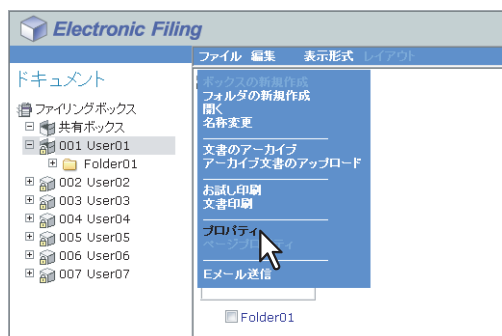 Electronic Filing
ファイル 編集 表示形式 レイアウト
ドキュメント
ファイリングボックス
共有ボックス
001 User01
Folder01
002 User02
003 User03
004 User04
005 User05
006 User06
007 User07
ボックスの新規作成
フォルダの新規作成
開く
名称変更
文書のアーカイブ
アーカイブ文書のアップロード
お試し印刷
文書印刷
プロパティ
ページプロパティ
Eメール送信
Folder01